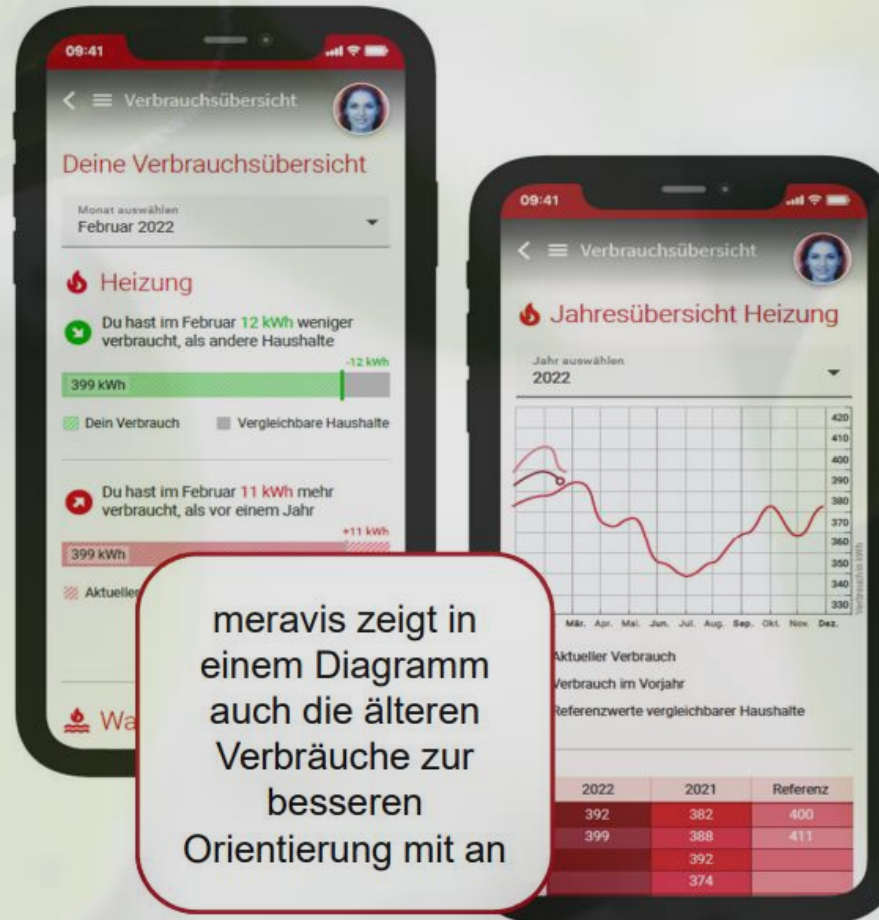 09:41
Verbrauchsübersicht
Deine Verbrauchsübersicht
Monat auswählen
Februar 2022
Heizung
Du hast im Februar 12 kWh weniger
verbraucht, als andere Haushalte
-12 kWh
399 kWh
Dein Verbrauch
Vergleichbare Haushalte
Du hast im Februar 11 kWh mehr
verbraucht, als vor einem Jahr
+11 kWh
399 kWh
Aktueller
Wa
09:41
Verbrauchsübersicht
Jahresübersicht Heizung
Jahr auswählen
2022
420
410
400
390
380
370
360
350
340
330
Verbrauch in kWh
Mär. Apr. Mai. Jun. Jul. Aug. Sep. Okt. Nov. Dez.
Aktueller Verbrauch
Verbrauch im Vorjahr
Referenzwerte vergleichbarer Haushalte
2022 2021 Referenz
392 382 400
399 388 411
392
374
meravis zeigt in
einem Diagramm
auch die älteren
Verbräuche zur
besseren
Orientierung mit an